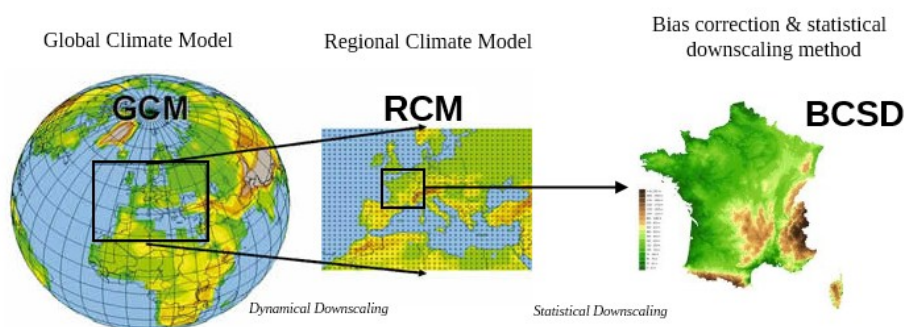 Global Climate Model
Regional Climate Model
Bias correction & statistical
downscaling method
GCM
RCM
BCSD
Dynamical Downscaling
Statistical Downscaling